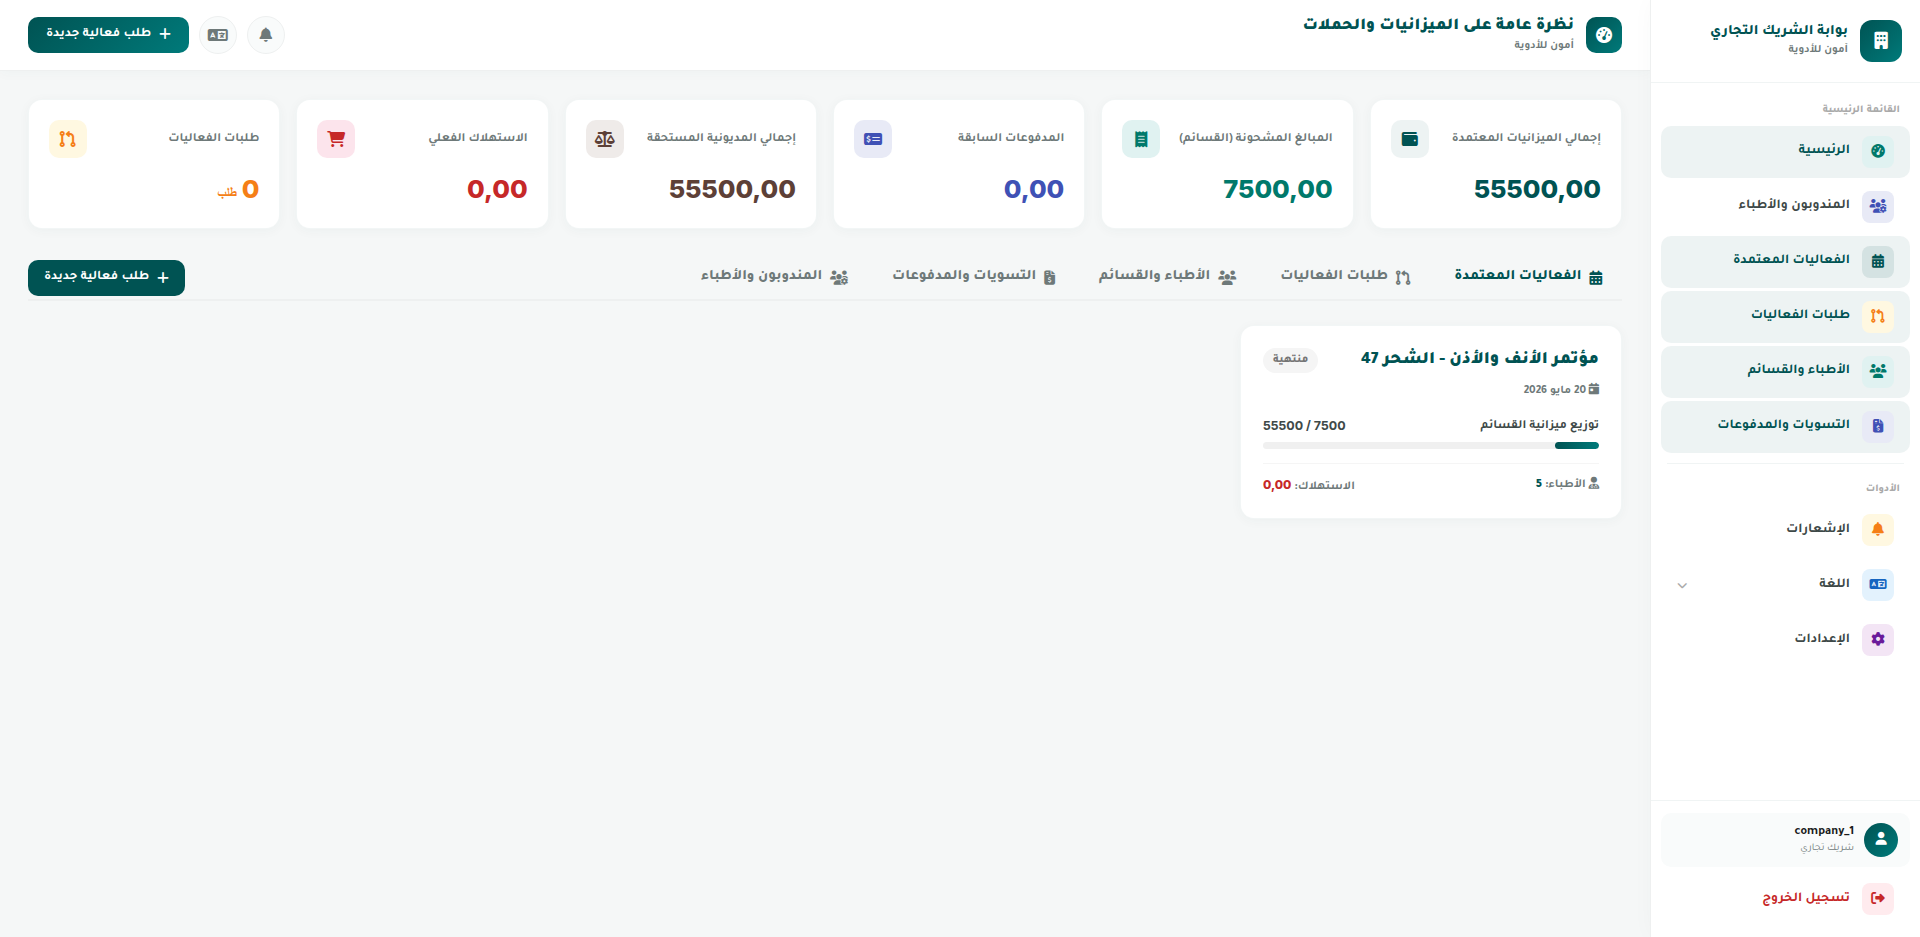 بوابة الشريك التجاري
أمون للأدوية
القائمة الرئيسية
الرئيسية
المندوبون والأطباء
الفعاليات المعتمدة
طلبات الفعاليات
الأطباء والقسائم
التسويات والمدفوعات
الأدوات
الإشعارات
اللغة
الإعدادات
company_1
شريك تجاري
تسجيل الخروج
نظرة عامة على الميزانيات والحملات
أمون للأدوية
طلب فعالية جديدة
إجمالي الميزانيات المعتمدة
55500,00
المبالغ المشحونة (القسائم)
7500,00
المدفوعات السابقة
0,00
إجمالي المديونية المستحقة
55500,00
الاستهلاك الفعلي
0,00
طلبات الفعاليات
0 طلب
الفعاليات المعتمدة
طلبات الفعاليات
الأطباء والقسائم
التسويات والمدفوعات
المندوبون والأطباء
طلب فعالية جديدة
مؤتمر الأنف والأذن - الشحر 47
منتهية
20 مايو 2026
توزيع ميزانية القسائم
55500 / 7500
الأطباء: 5
الاستهلاك: 0,00